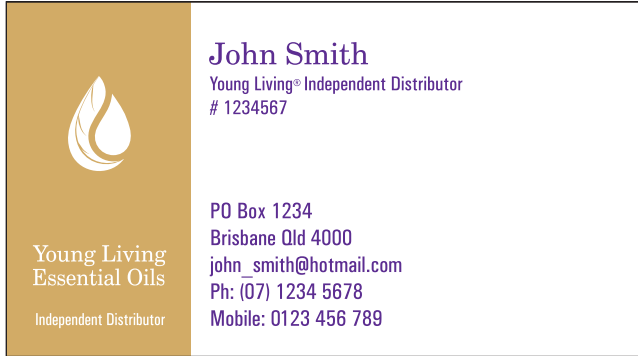 John Smith
Young Living® Independent Distributor
# 1234567
PO Box 1234
Brisbane Qld 4000
john_smith@hotmail.com
Ph: (07) 1234 5678
Mobile: 0123 456 789
Young Living
Essential Oils
Independent Distributor